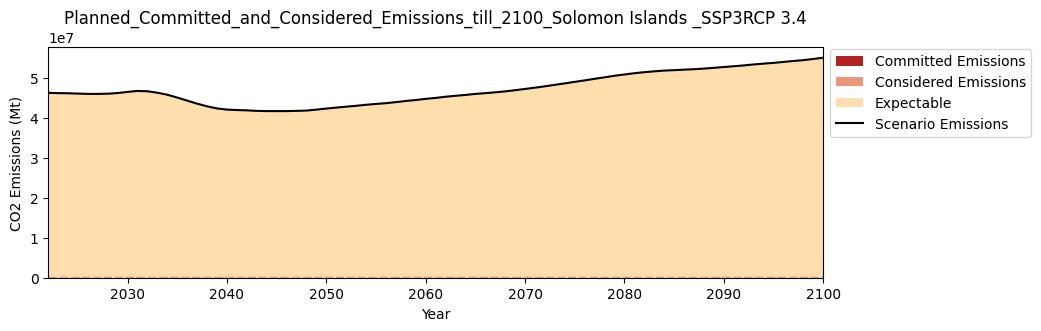 Planned_Committed_and_Considered_Emissions_till_2100_Solomon Islands _SSP3RCP 3.4
1e7
5
4
3
2
1
0
CO2 Emissions (Mt)
2030 2040 2050 2060 2070 2080 2090 2100
Year
Committed Emissions
Considered Emissions
Expectable
Scenario Emissions